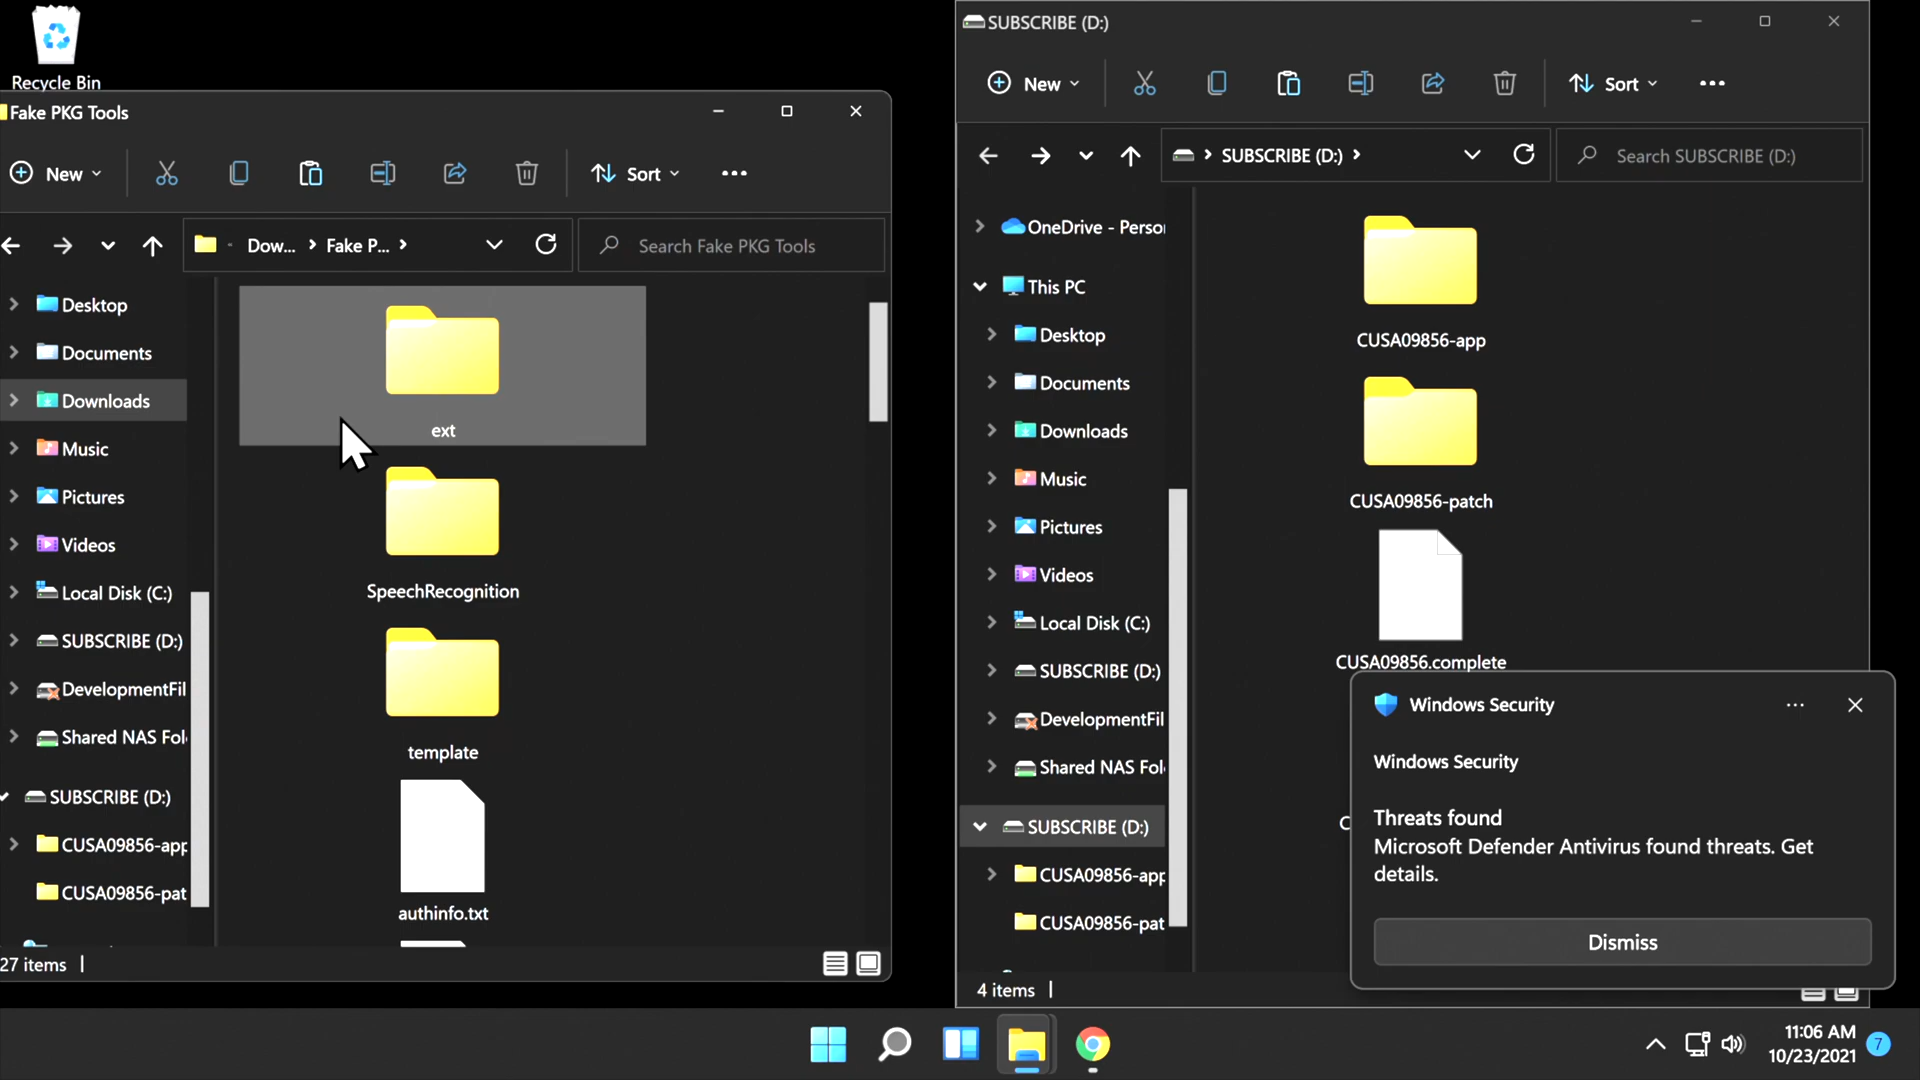 Recycle Bin
Fake PKG Tools
New
Sort
Dow...
Fake P...
Search Fake PKG Tools
Desktop
Documents
Downloads
Music
Pictures
Videos
Local Disk (C:)
SUBSCRIBE (D:)
DevelopmentFil
Shared NAS Fol
SUBSCRIBE (D:)
CUSA09856-app
CUSA09856-pat
ext
SpeechRecognition
template
authinfo.txt
27 items
SUBSCRIBE (D:)
New
Sort
SUBSCRIBE (D:)
Search SUBSCRIBE (D:)
OneDrive - Person
This PC
Desktop
Documents
Downloads
Music
Pictures
Videos
Local Disk (C:)
SUBSCRIBE (D:)
DevelopmentFil
Shared NAS Fol
SUBSCRIBE (D:)
CUSA09856-app
CUSA09856-pat
CUSA09856-app
CUSA09856-patch
CUSA09856.complete
C
4 items
Windows Security
Windows Security
Threats found
Microsoft Defender Antivirus found threats. Get
details.
Dismiss
11:06 AM
10/23/2021
7